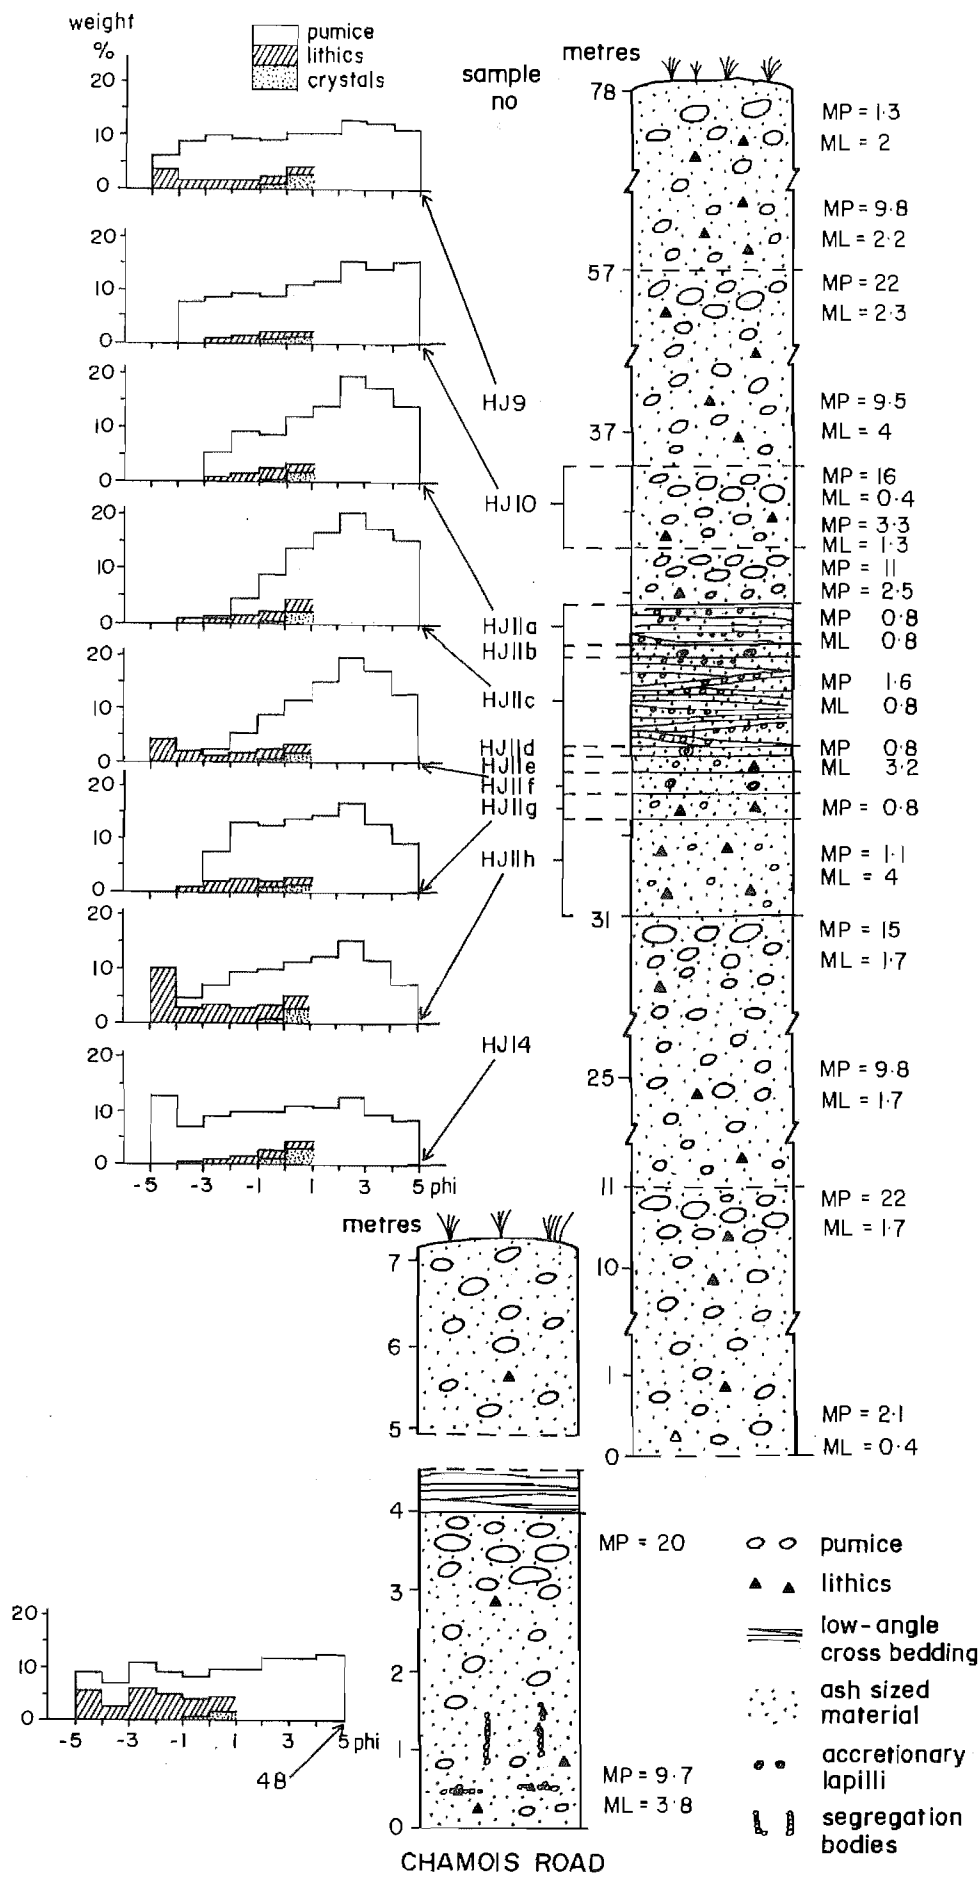 weight
%
pumice
lithics
crystals
sample
no
metres
20
10
0
20
10
0
20
10
0
20
10
0
20
10
0
20
10
0
20
10
0
20
10
0
-5 -3 -1 1 3 5 phi
HJ9
HJ10
HJ11a
HJ11b
HJ11c
HJ11d
HJ11e
HJ11f
HJ11g
HJ11h
HJ14
78
57
37
31
25
11
10
1
0
MP = 1·3
ML = 2
MP = 9·8
ML = 2·2
MP = 22
ML = 2·3
MP = 9·5
ML = 4
MP = 16
ML = 0·4
MP = 3·3
ML = 1·3
MP = 11
MP = 2·5
MP 0·8
ML 0·8
MP 1·6
ML 0·8
MP 0·8
ML 3·2
MP = 0·8
MP = 1·1
ML = 4
MP = 15
ML = 1·7
MP = 9·8
ML = 1·7
MP = 22
ML = 1·7
MP = 2·1
ML = 0·4
metres
7
6
5
4
3
2
1
0
MP = 20
MP = 9·7
ML = 3·8
CHAMOIS ROAD
20
10
0
-5 -3 -1 1 3 5 phi
48
pumice
lithics
low-angle
cross bedding
ash sized
material
accretionary
lapilli
segregation
bodies